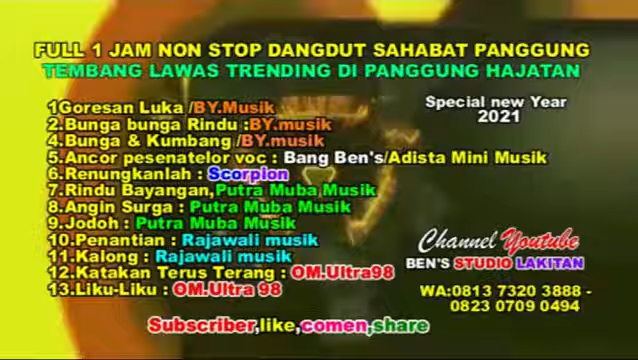 FULL 1 JAM NON STOP DANGDUT SAHABAT PANGGUNG
TEMBANG LAWAS TRENDING DI PANGGUNG HAJATAN
Special new Year
2021
1Goresan Luka /BY.Musik
2.Bunga bunga Rindu :BY.musik
4.Bunga & Kumbang /BY.musik
5.Ancor pesenatelor voc : Bang Ben's/Adista Mini Musik
6.Renungkanlah : Scorpion
7.Rindu Bayangan,Putra Muba Musik
8.Angin Surga : Putra Muba Musik
9.Jodoh : Putra Muba Musik
10.Penantian : Rajawali musik
11.Kalong : Rajawali musik
12.Katakan Terus Terang : OM.Ultra98
13.Liku-Liku : OM.Ultra 98
Channel Youtube
BEN'S STUDIO LAKITAN
WA:0813 7320 3888 -
0823 0709 0494
Subscriber,like,comen,share